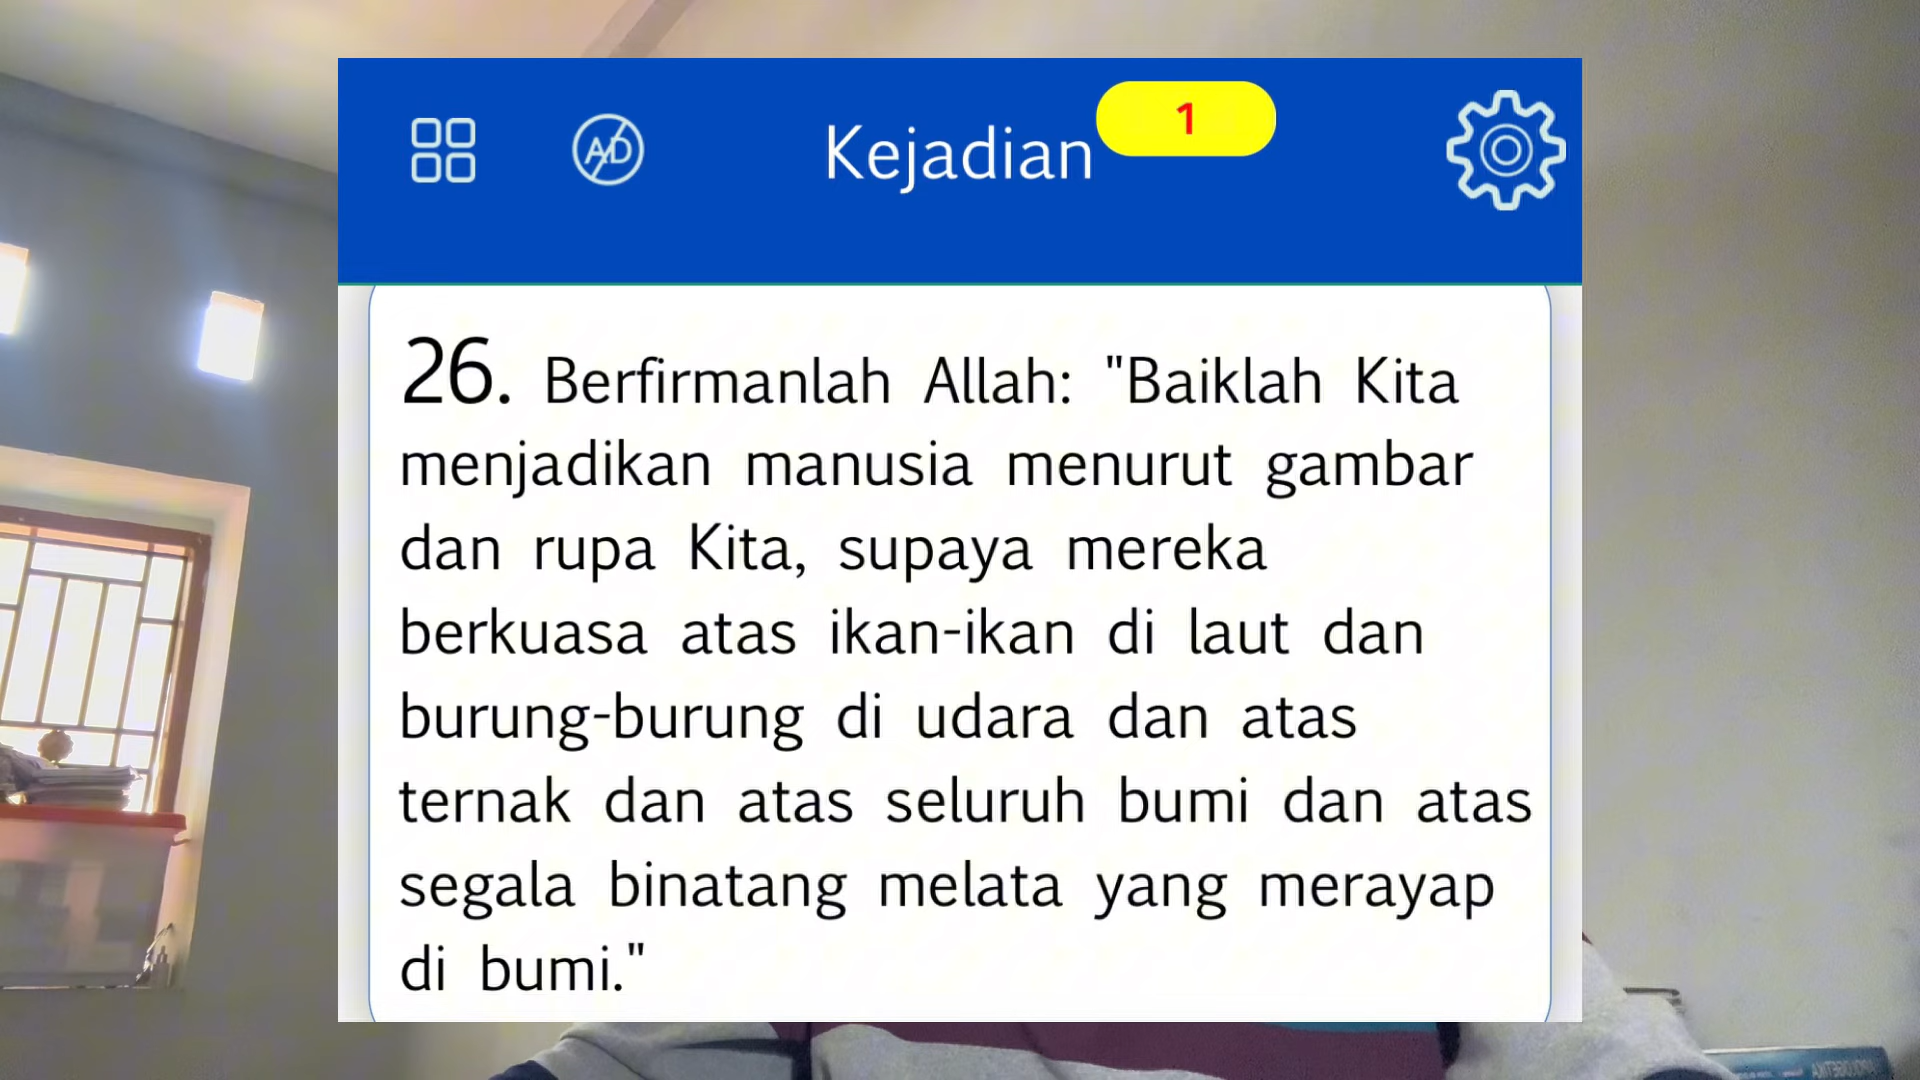 Kejadian 1
26. Berfirmanlah Allah: "Baiklah Kita
menjadikan manusia menurut gambar
dan rupa Kita, supaya mereka
berkuasa atas ikan-ikan di laut dan
burung-burung di udara dan atas
ternak dan atas seluruh bumi dan atas
segala binatang melata yang merayap
di bumi."